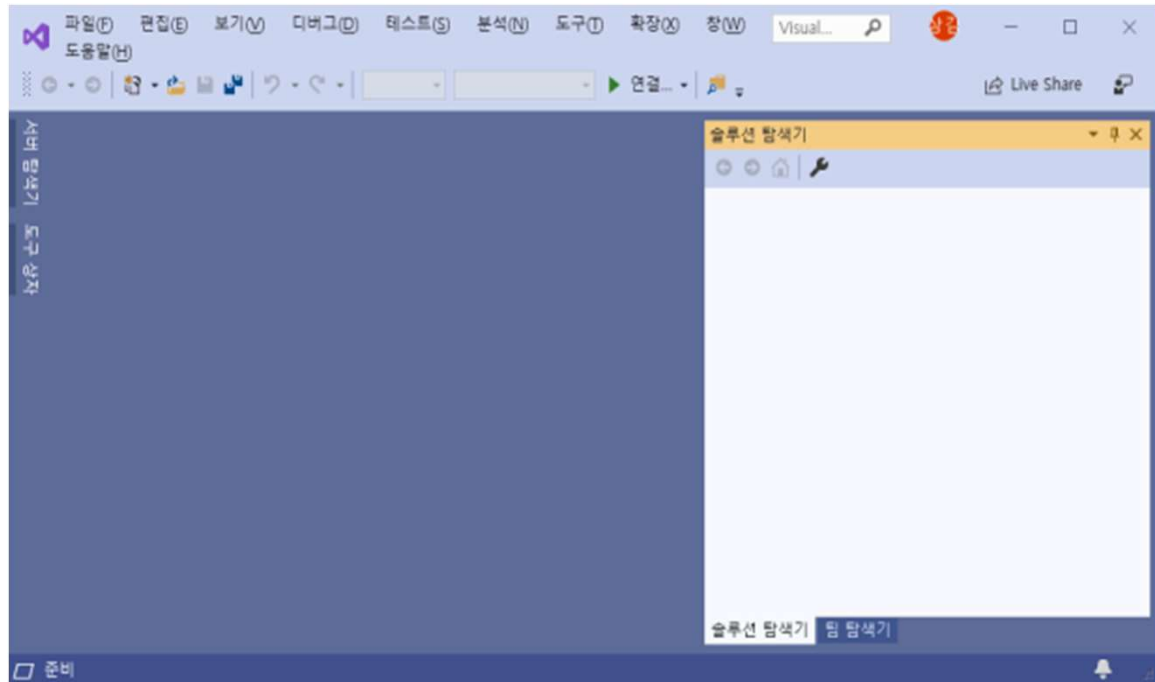 파일(F) 편집(E) 보기(V) 디버그(D) 테스트(S) 분석(N) 도구(T) 확장(X) 창(W) Visual... 상길
도움말(H)
연결... Live Share
서버 탐색기
도구 상자
솔루션 탐색기
솔루션 탐색기 팀 탐색기
준비